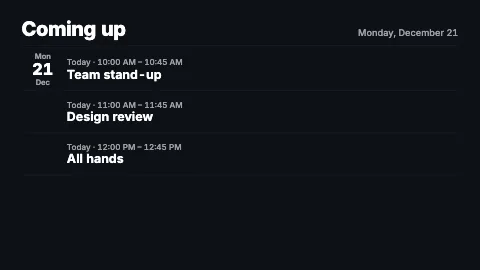 Coming up
Monday, December 21
Mon
21
Dec
Today · 10:00 AM – 10:45 AM
Team stand-up
Today · 11:00 AM – 11:45 AM
Design review
Today · 12:00 PM – 12:45 PM
All hands